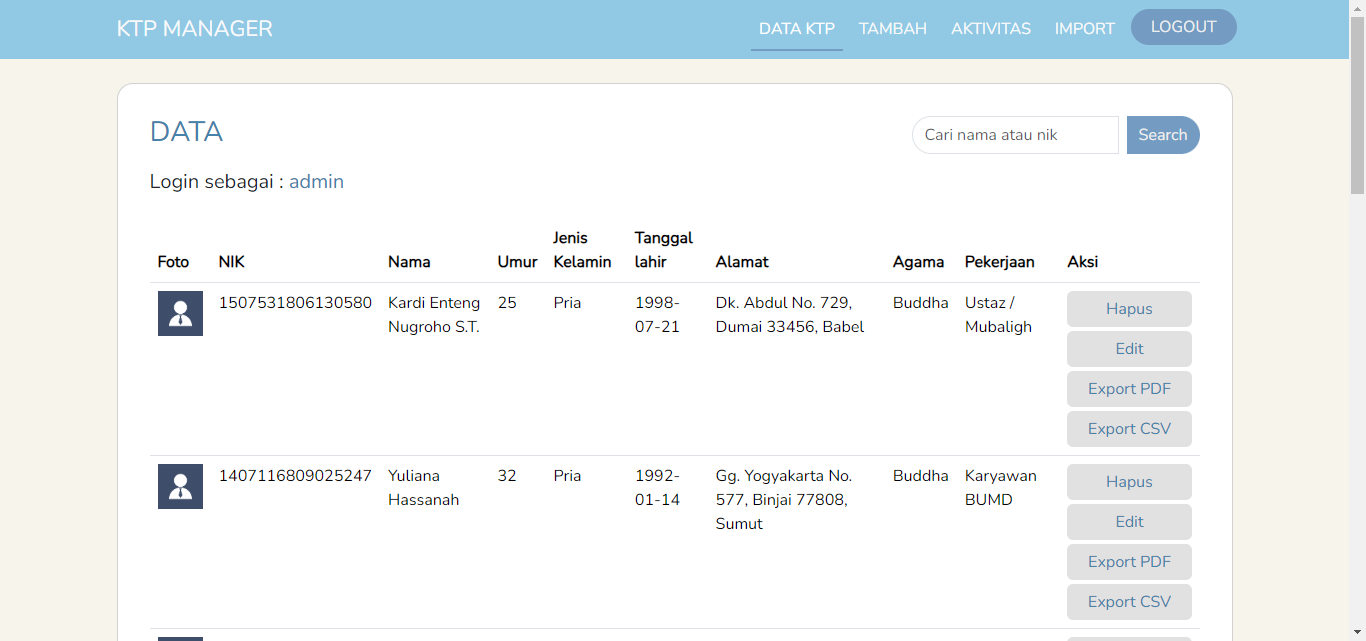 KTP MANAGER
DATA KTP
TAMBAH
AKTIVITAS
IMPORT
LOGOUT
DATA
Cari nama atau nik
Search
Login sebagai : admin
Foto
NIK
Nama
Umur
Jenis
Kelamin
Tanggal
lahir
Alamat
Agama
Pekerjaan
Aksi
1507531806130580
Kardi Enteng
Nugroho S.T.
25
Pria
1998-
07-21
Dk. Abdul No. 729,
Dumai 33456, Babel
Buddha
Ustaz /
Mubaligh
Hapus
Edit
Export PDF
Export CSV
1407116809025247
Yuliana
Hassanah
32
Pria
1992-
01-14
Gg. Yogyakarta No.
577, Binjai 77808,
Sumut
Buddha
Karyawan
BUMD
Hapus
Edit
Export PDF
Export CSV